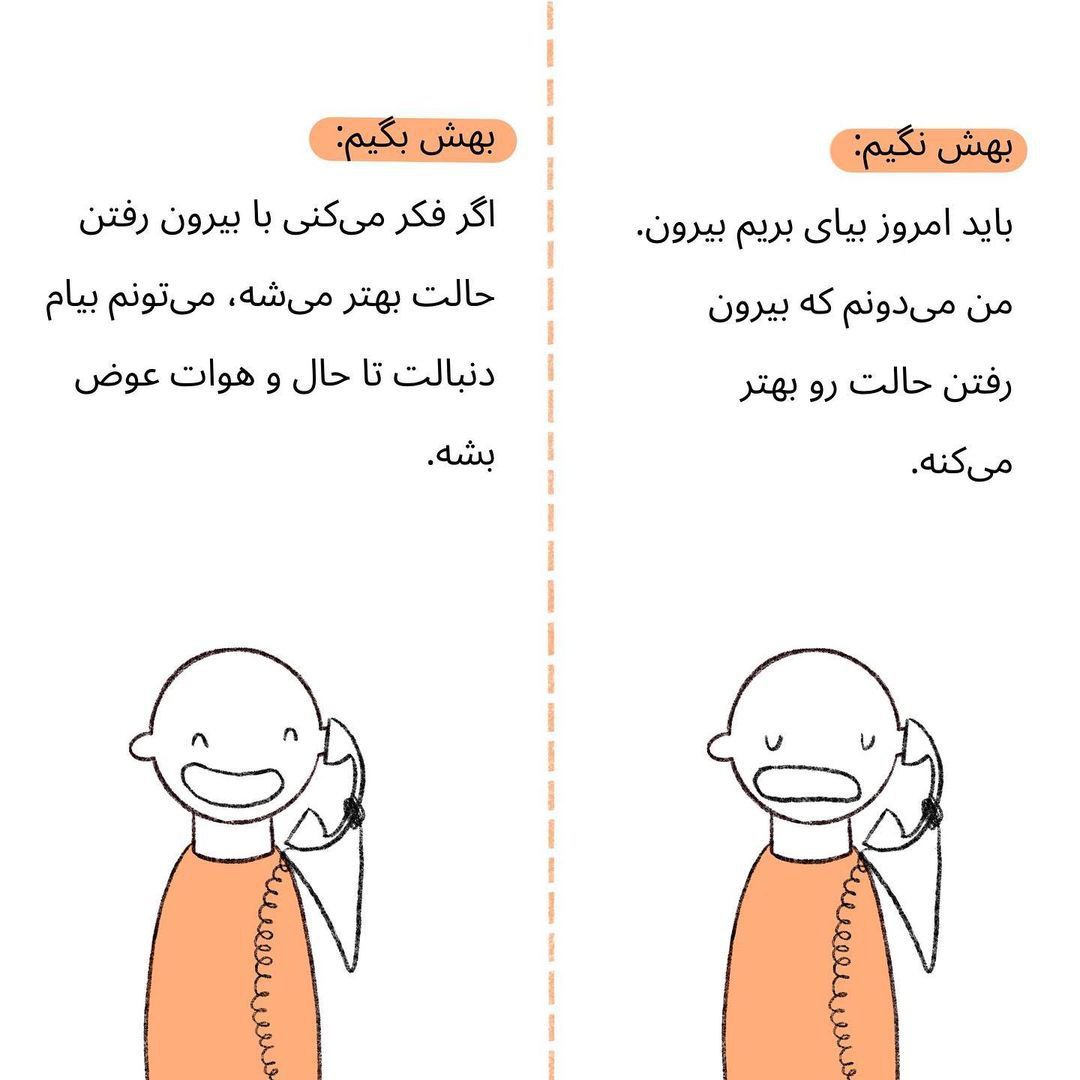 بهش نگیم:
باید امروز بیای بریم بیرون.
من می‌دونم که بیرون
رفتن حالت رو بهتر
می‌کنه.
بهش بگیم:
اگر فکر می‌کنی با بیرون رفتن
حالت بهتر می‌شه، می‌تونم بیام
دنبالت تا حال و هوات عوض
بشه.